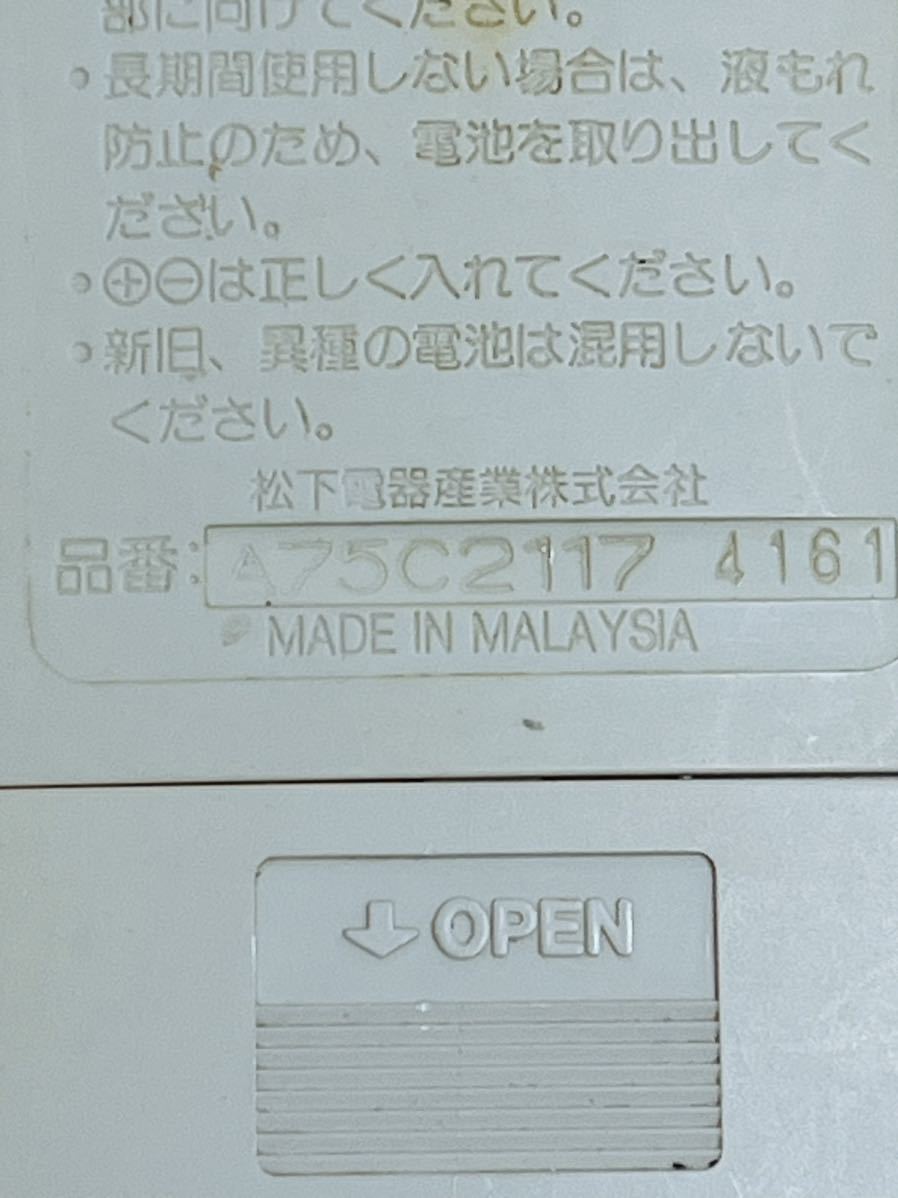 部に向けてください。
• 長期間使用しない場合は、液もれ
防止のため、電池を取り出してく
ださい。
• ⊕⊖は正しく入れてください。
• 新旧、異種の電池は混用しないで
ください。
松下電器産業株式会社
品番: A75C2117 4161
MADE IN MALAYSIA
↓ OPEN